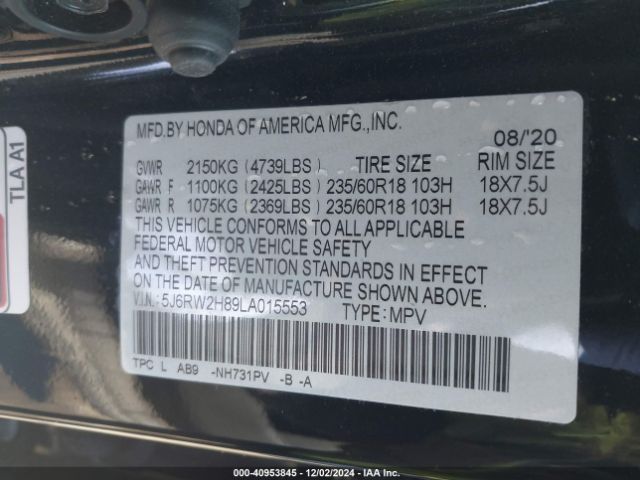 TLA A1
MFD.BY HONDA OF AMERICA MFG.,INC. 08/'20
GVWR 2150KG (4739LBS) TIRE SIZE RIM SIZE
GAWR F 1100KG (2425LBS) 235/60R18 103H 18X7.5J
GAWR R 1075KG (2369LBS) 235/60R18 103H 18X7.5J
THIS VEHICLE CONFORMS TO ALL APPLICABLE
FEDERAL MOTOR VEHICLE SAFETY
AND THEFT PREVENTION STANDARDS IN EFFECT
ON THE DATE OF MANUFACTURE SHOWN ABOVE.
V.I.N.: 5J6RW2H89LA015553 TYPE: MPV
TPC L AB9 -NH731PV -B -A
000-40953845 - 12/02/2024 - IAA Inc.